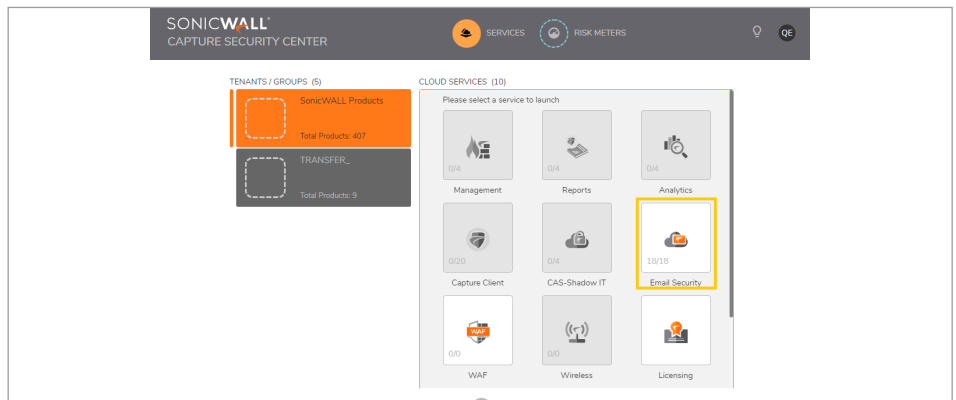 SONICWALL
CAPTURE SECURITY CENTER
SERVICES
RISK METERS
QE
TENANTS / GROUPS (5)
SonicWALL Products
Total Products: 407
TRANSFER_
Total Products: 9
CLOUD SERVICES (10)
Please select a service to launch
0/4
Management
0/4
Reports
0/4
Analytics
0/20
Capture Client
0/4
CAS-Shadow IT
18/18
Email Security
WAF
0/0
WAF
0/0
Wireless
Licensing